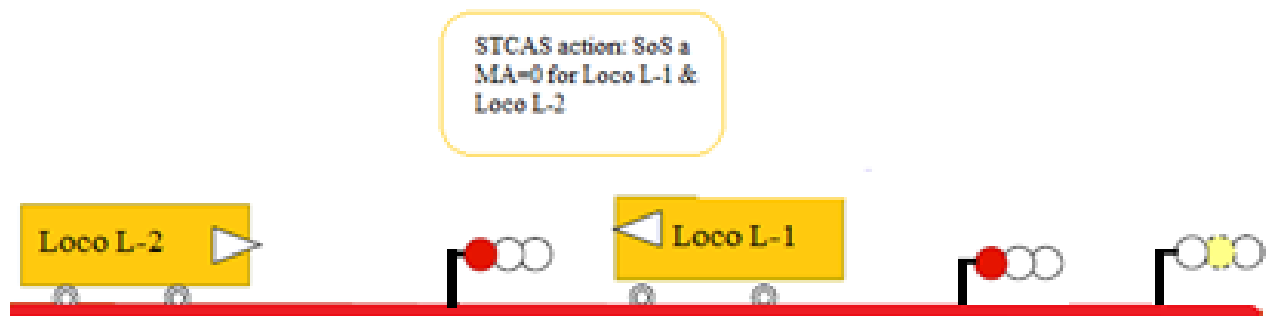 STCAS action: SoS a
MA=0 for Loco L-1 &
Loco L-2
Loco L-2
Loco L-1